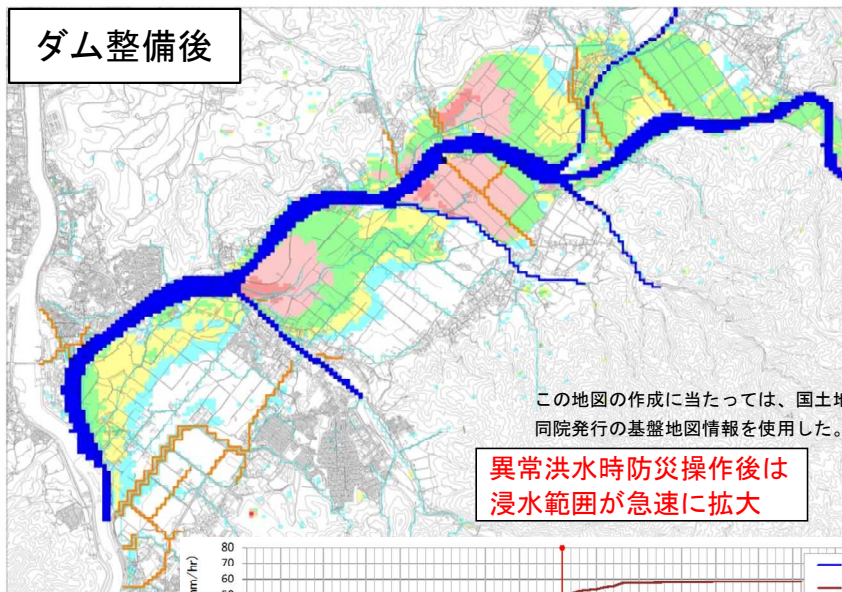 ダム整備後
この地図の作成に当たっては、国土地
同院発行の基盤地図情報を使用した。
異常洪水時防災操作後は
浸水範囲が急速に拡大
80
70
60